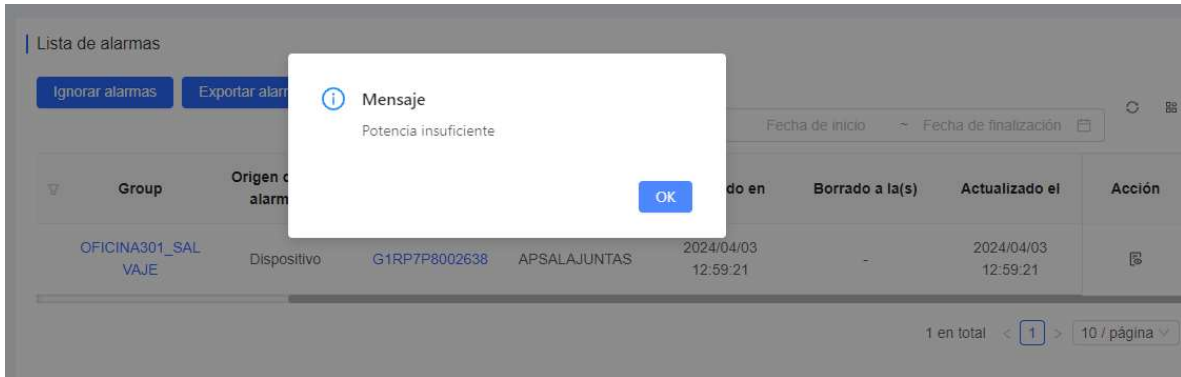 Lista de alarmas
Ignorar alarmas
Exportar alarm
Mensaje
Potencia insuficiente
OK
Fecha de inicio ~ Fecha de finalización
Group
Origen d
alarm
do en
Borrado a la(s)
Actualizado el
Acción
OFICINA301_SAL
VAJE
Dispositivo
G1RP7P8002638
APSALAJUNTAS
2024/04/03
12:59:21
-
2024/04/03
12:59:21
1 en total < 1 > 10 / página